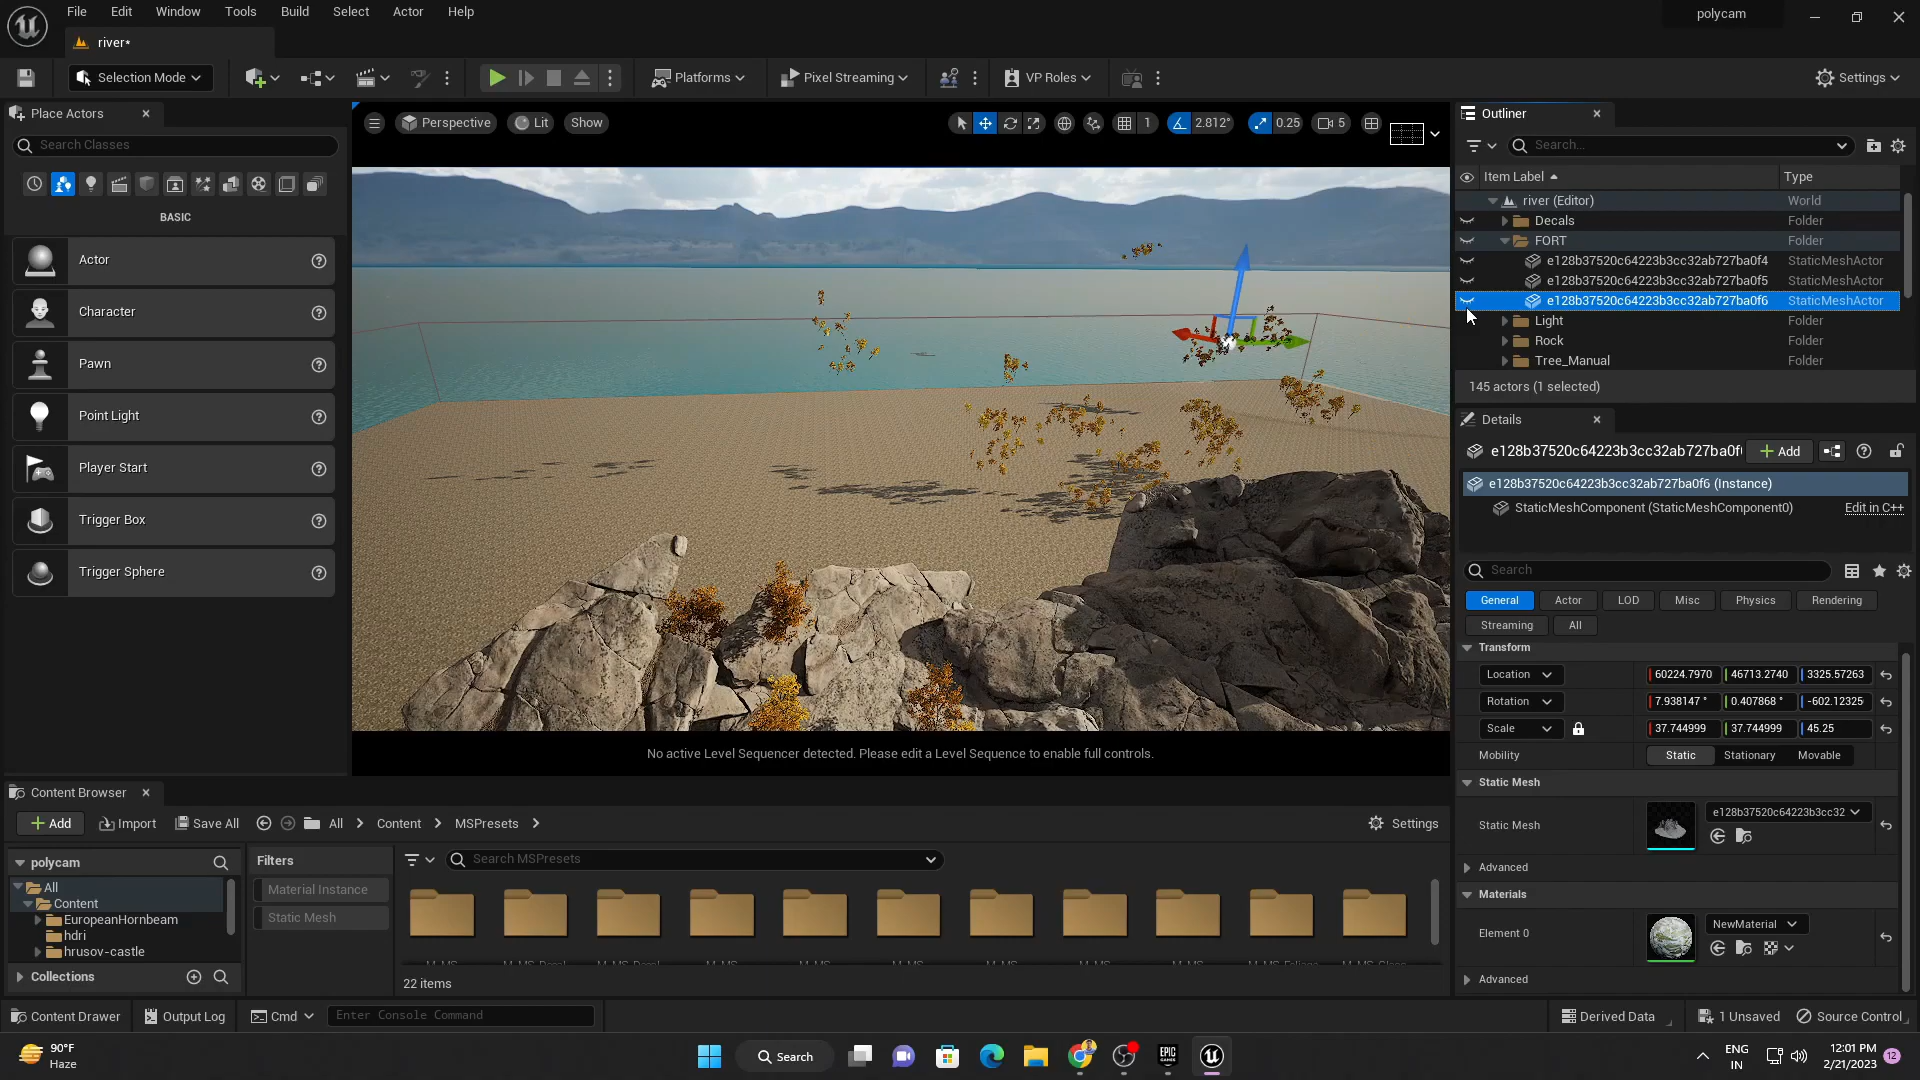 File Edit Window Tools Build Select Actor Help
polycam
river*
Selection Mode
Platforms
Pixel Streaming
VP Roles
Settings
Place Actors
Search Classes
BASIC
Actor
Character
Pawn
Point Light
Player Start
Trigger Box
Trigger Sphere
Perspective
Lit
Show
1
2.812°
0.25
5
No active Level Sequencer detected. Please edit a Level Sequence to enable full controls.
Outliner
Search...
Item Label Type
river (Editor) World
Decals Folder
FORT Folder
e128b37520c64223b3cc32ab727ba0f4 StaticMeshActor
e128b37520c64223b3cc32ab727ba0f5 StaticMeshActor
e128b37520c64223b3cc32ab727ba0f6 StaticMeshActor
Light Folder
Rock Folder
Tree_Manual Folder
145 actors (1 selected)
Details
e128b37520c64223b3cc32ab727ba0f
Add
e128b37520c64223b3cc32ab727ba0f6 (Instance)
StaticMeshComponent (StaticMeshComponent0) Edit in C++
Search
General Actor LOD Misc Physics Rendering
Streaming All
Transform
Location 60224.7970 46713.2740 3325.57263
Rotation 7.938147 ° 0.407868 ° -602.12325
Scale 37.744999 37.744999 45.25
Mobility Static Stationary Movable
Static Mesh
Static Mesh e128b37520c64223b3cc32
Advanced
Materials
Element 0 NewMaterial
Advanced
Content Browser
Add Import Save All All Content MSPresets Settings
polycam
All
Content
EuropeanHornbeam
hdri
hrusov-castle
Collections
Filters
Material Instance
Static Mesh
Search MSPresets
22 items
Content Drawer Output Log Cmd Enter Console Command Derived Data 1 Unsaved Source Control
90°F
Haze
Search
EPIC
GAMES
ENG
IN
12:01 PM
2/21/2023
12